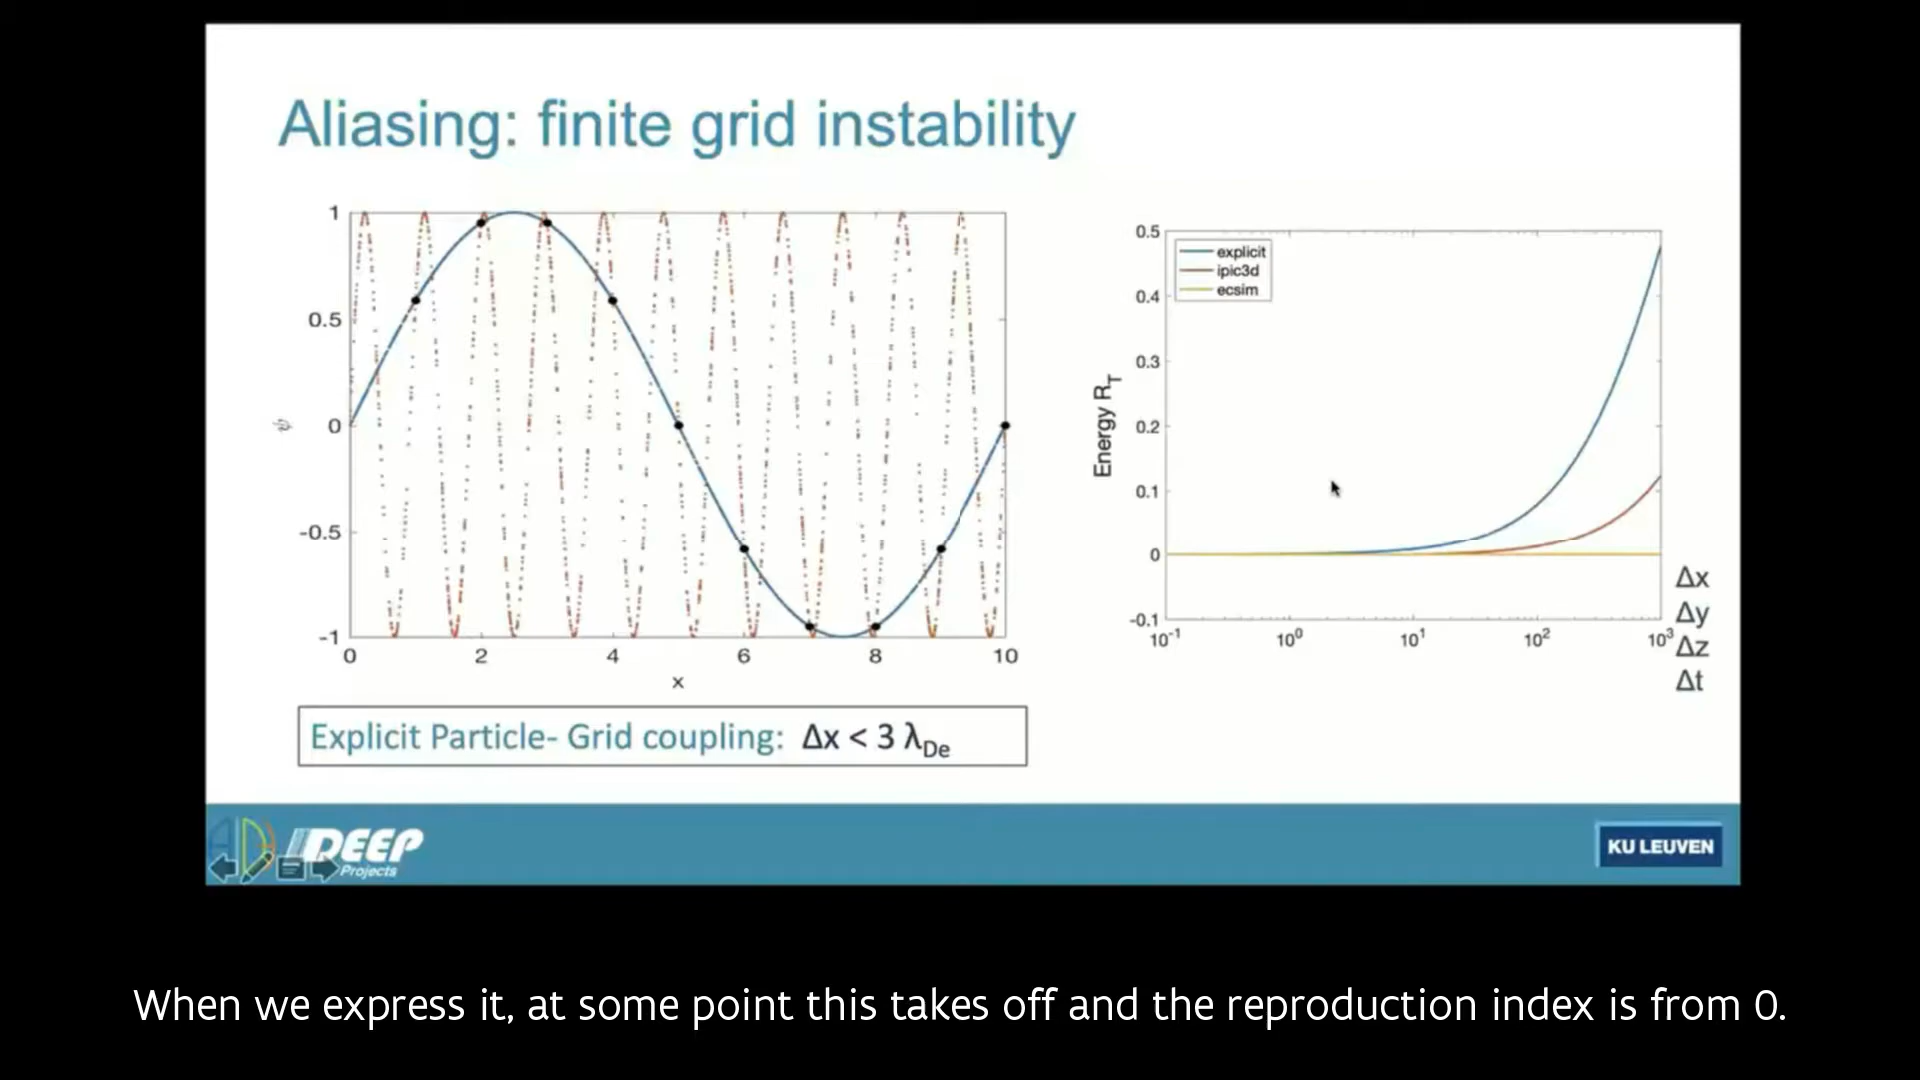 Aliasing: finite grid instability
1
0.5
0
-0.5
-1
ψ
0 2 4 6 8 10
x
Explicit Particle- Grid coupling: Δx < 3 λDe
0.5
0.4
0.3
0.2
0.1
0
-0.1
Energy RT
explicit
ipic3d
ecsim
10-1 100 101 102 103
Δx
Δy
Δz
Δt
DEEP
Projects
KU LEUVEN
When we express it, at some point this takes off and the reproduction index is from 0.